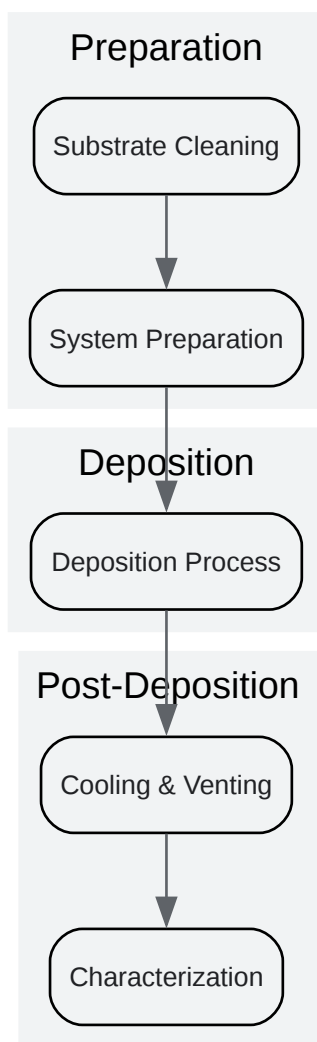 Preparation
Substrate Cleaning
System Preparation
Deposition
Deposition Process
Post-Deposition
Cooling & Venting
Characterization